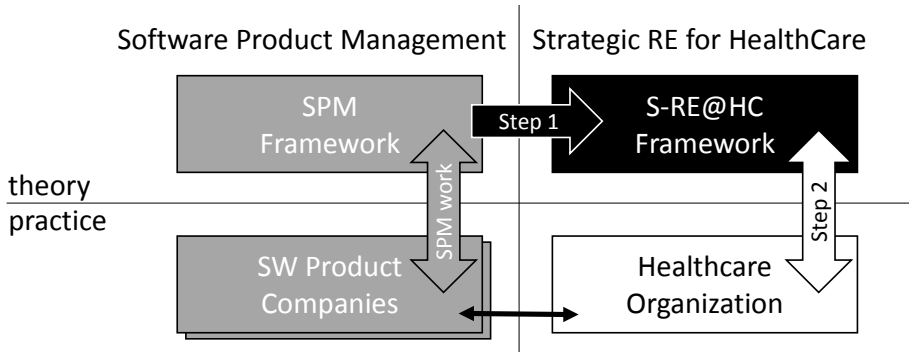 Software Product Management
Strategic RE for HealthCare
SPM
Framework
Step 1
S-RE@HC
Framework
theory
practice
SPM work
Step 2
SW Product
Companies
Healthcare
Organization